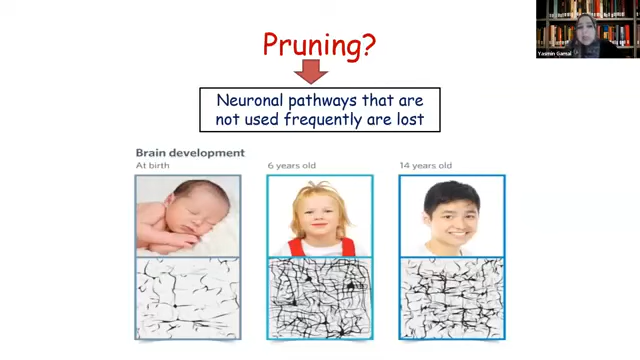 Pruning?
Neuronal pathways that are
not used frequently are lost
Brain development
At birth
6 years old
14 years old
Yasmin Gamal